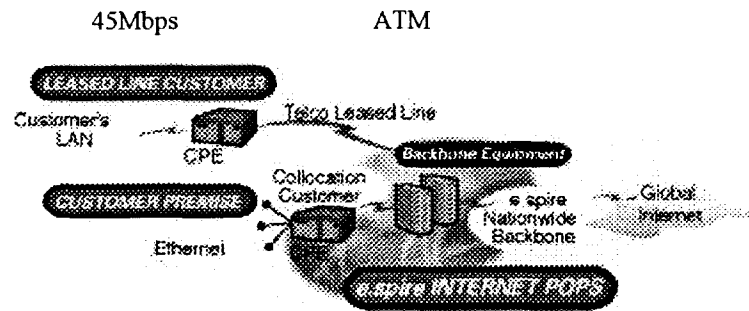 45Mbps ATM
LEASED LINE CUSTOMER
Customer's
LAN
CPE
Telco Leased Line
Backbone Equipment
Collocation
Customer
CUSTOMER PREMISE
Ethernet
e.spire
Nationwide
Backbone
Global
Internet
e.spire INTERNET POPS